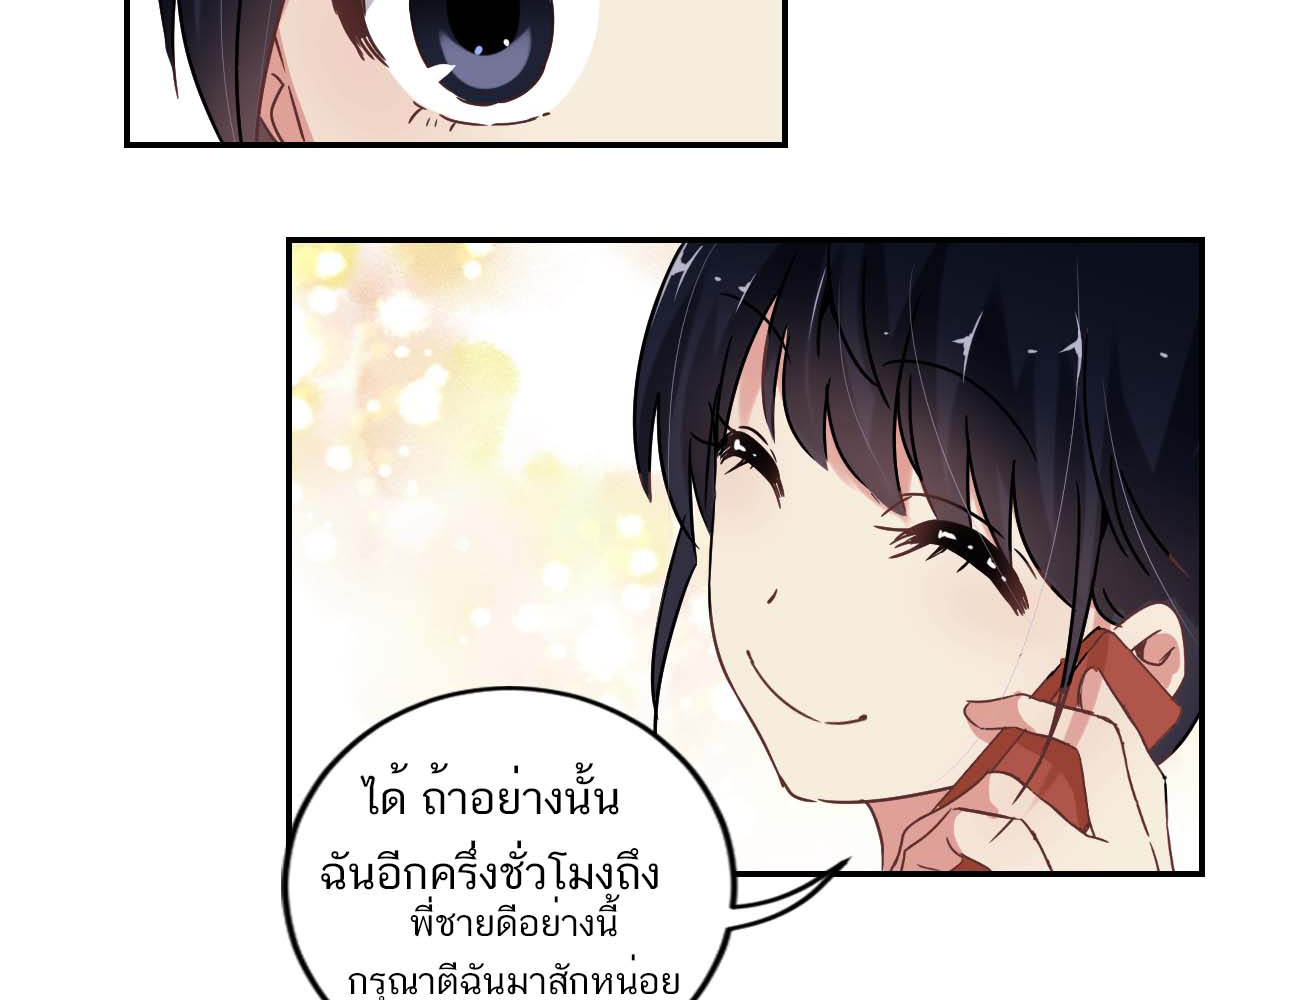 ได้ ถ้าอย่างนั้น
ฉันอีกครึ่งชั่วโมงถึง
พี่ชายดีอย่างนี้
กรุณาตีฉันมาสักหน่อย